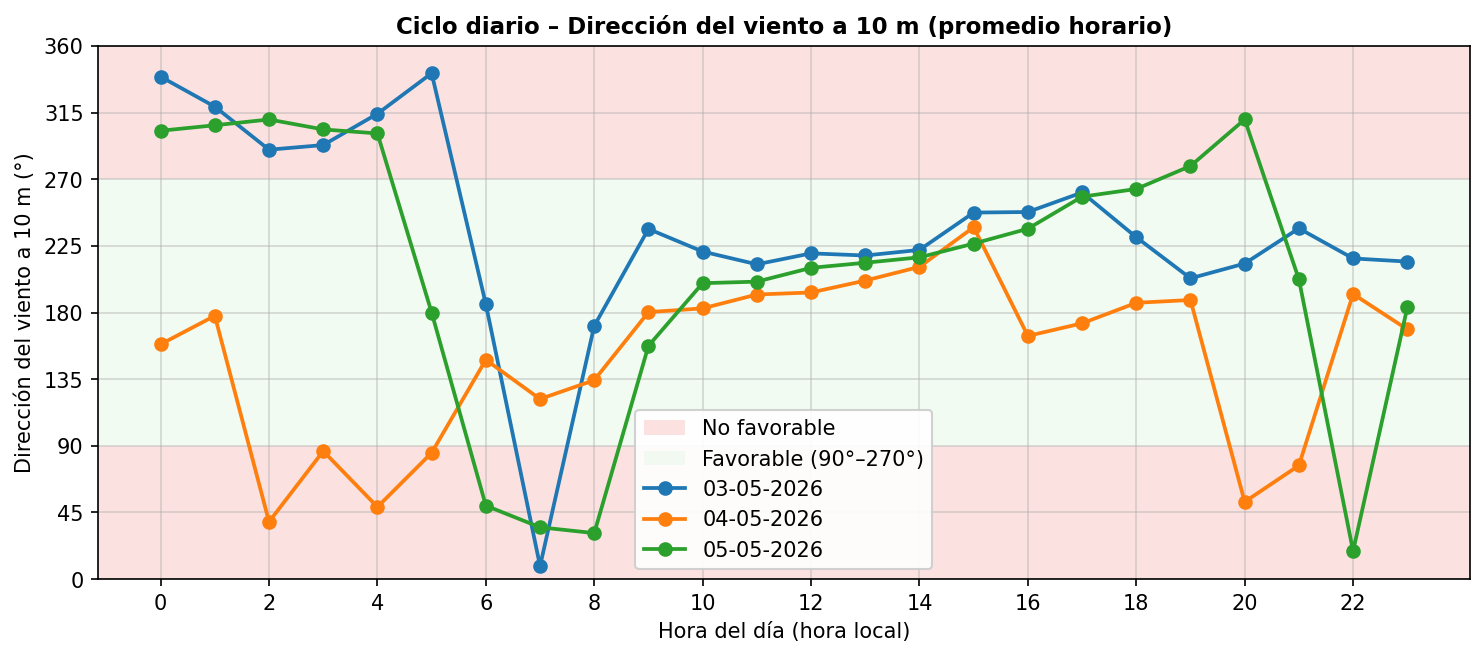 Ciclo diario – Dirección del viento a 10 m (promedio horario)
Dirección del viento a 10 m (°)
360
315
270
225
180
135
90
45
0
No favorable
Favorable (90°–270°)
03-05-2026
04-05-2026
05-05-2026
0 2 4 6 8 10 12 14 16 18 20 22
Hora del día (hora local)